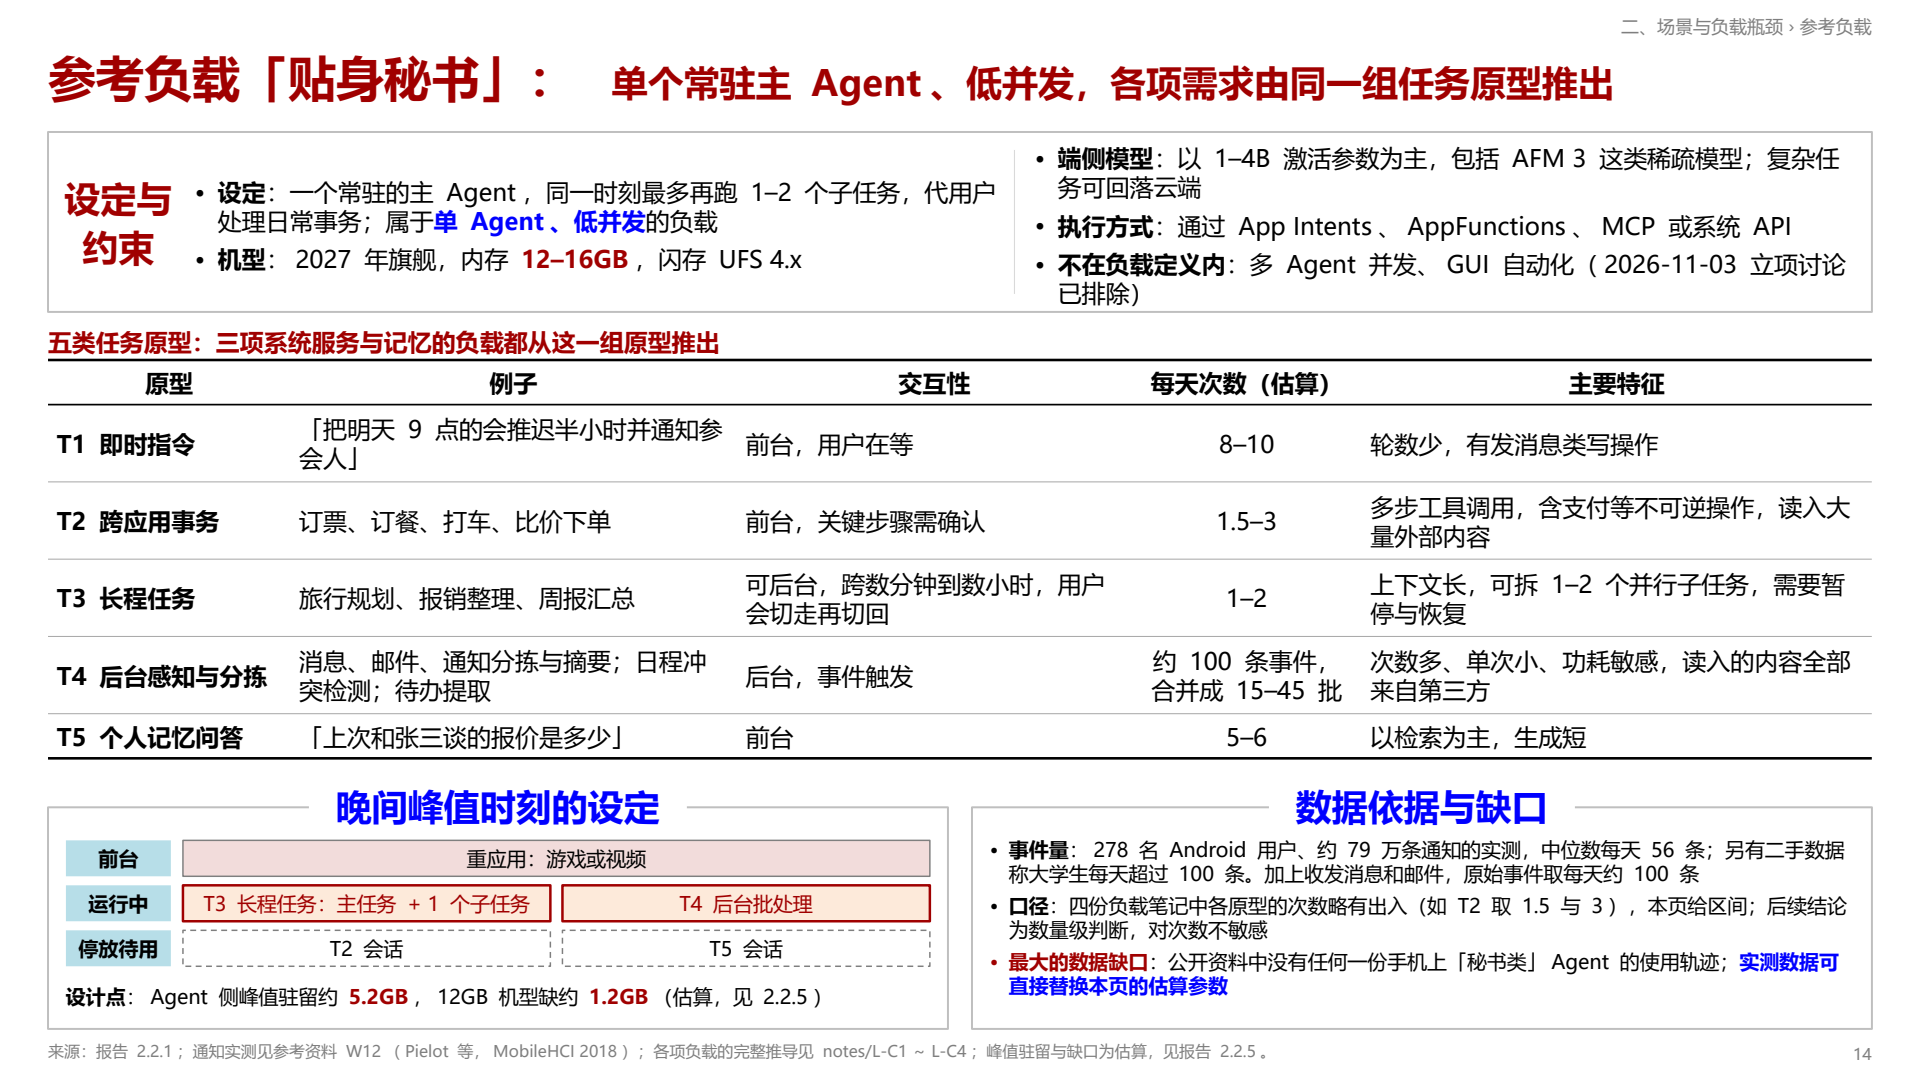 二、场景与负载瓶颈 › 参考负载
参考负载「贴身秘书」： 单个常驻主 Agent、低并发，各项需求由同一组任务原型推出
设定与
约束
• 设定：一个常驻的主 Agent，同一时刻最多再跑 1–2 个子任务，代用户
处理日常事务；属于单 Agent、低并发的负载
• 机型： 2027 年旗舰，内存 12–16GB，闪存 UFS 4.x
• 端侧模型：以 1–4B 激活参数为主，包括 AFM 3 这类稀疏模型；复杂任
务可回落云端
• 执行方式：通过 App Intents、 AppFunctions、 MCP 或系统 API
• 不在负载定义内：多 Agent 并发、 GUI 自动化（2026-11-03 立项讨论
已排除）
五类任务原型：三项系统服务与记忆的负载都从这一组原型推出
原型 例子 交互性 每天次数（估算） 主要特征
T1 即时指令 「把明天 9 点的会推迟半小时并通知参
会人」 前台，用户在等 8–10 轮数少，有发消息类写操作
T2 跨应用事务 订票、订餐、打车、比价下单 前台，关键步骤需确认 1.5–3 多步工具调用，含支付等不可逆操作，读入大
量外部内容
T3 长程任务 旅行规划、报销整理、周报汇总 可后台，跨数分钟到数小时，用户
会切走再切回 1–2 上下文长，可拆 1–2 个并行子任务，需要暂
停与恢复
T4 后台感知与分拣 消息、邮件、通知分拣与摘要；日程冲
突检测；待办提取 后台，事件触发 约 100 条事件，
合并成 15–45 批 次数多、单次小、功耗敏感，读入的内容全部
来自第三方
T5 个人记忆问答 「上次和张三谈的报价是多少」 前台 5–6 以检索为主，生成短
晚间峰值时刻的设定
前台 重应用：游戏或视频
运行中 T3 长程任务：主任务 + 1 个子任务 T4 后台批处理
停放待用 T2 会话 T5 会话
设计点： Agent 侧峰值驻留约 5.2GB， 12GB 机型缺约 1.2GB （估算，见 2.2.5）
数据依据与缺口
• 事件量： 278 名 Android 用户、约 79 万条通知的实测，中位数每天 56 条；另有二手数据
称大学生每天超过 100 条。加上收发消息和邮件，原始事件取每天约 100 条
• 口径：四份负载笔记中各原型的次数略有出入（如 T2 取 1.5 与 3），本页给区间；后续结论
为数量级判断，对次数不敏感
• 最大的数据缺口：公开资料中没有任何一份手机上「秘书类」 Agent 的使用轨迹；实测数据可
直接替换本页的估算参数
来源：报告 2.2.1；通知实测见参考资料 W12 （Pielot 等， MobileHCI 2018）；各项负载的完整推导见 notes/L-C1 ~ L-C4；峰值驻留与缺口为估算，见报告 2.2.5。
14